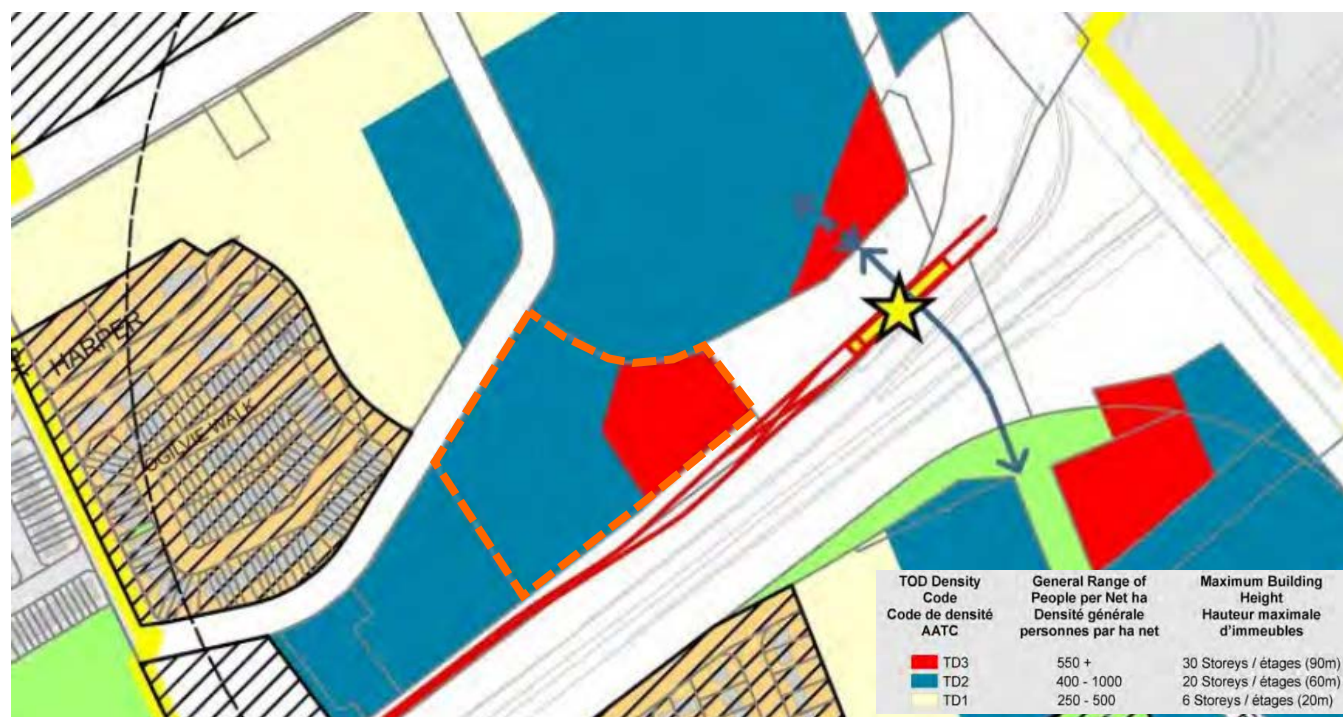 HARPER
OGILVIE WALK
TOD Density
Code
Code de densité
AATC
General Range of
People per Net ha
Densité générale
personnes par ha net
Maximum Building
Height
Hauteur maximale
d'immeubles
TD3 550 + 30 Storeys / étages (90m)
TD2 400 - 1000 20 Storeys / étages (60m)
TD1 250 - 500 6 Storeys / étages (20m)